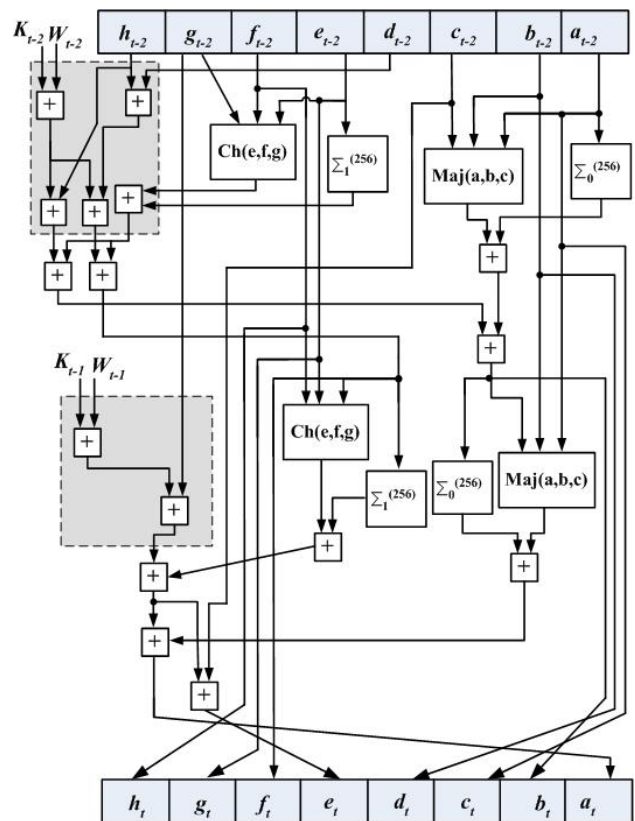 K_{t-2} W_{t-2}
h_{t-2} g_{t-2} f_{t-2} e_{t-2} d_{t-2} c_{t-2} b_{t-2} a_{t-2}
+ +
Ch(e,f,g) Σ₁⁽²⁵⁶⁾ Maj(a,b,c) Σ₀⁽²⁵⁶⁾
+ + +
+ + +
+
K_{t-1} W_{t-1}
+ Ch(e,f,g)
Σ₁⁽²⁵⁶⁾ Σ₀⁽²⁵⁶⁾ Maj(a,b,c)
+
+ +
+
+
+
h_t g_t f_t e_t d_t c_t b_t a_t